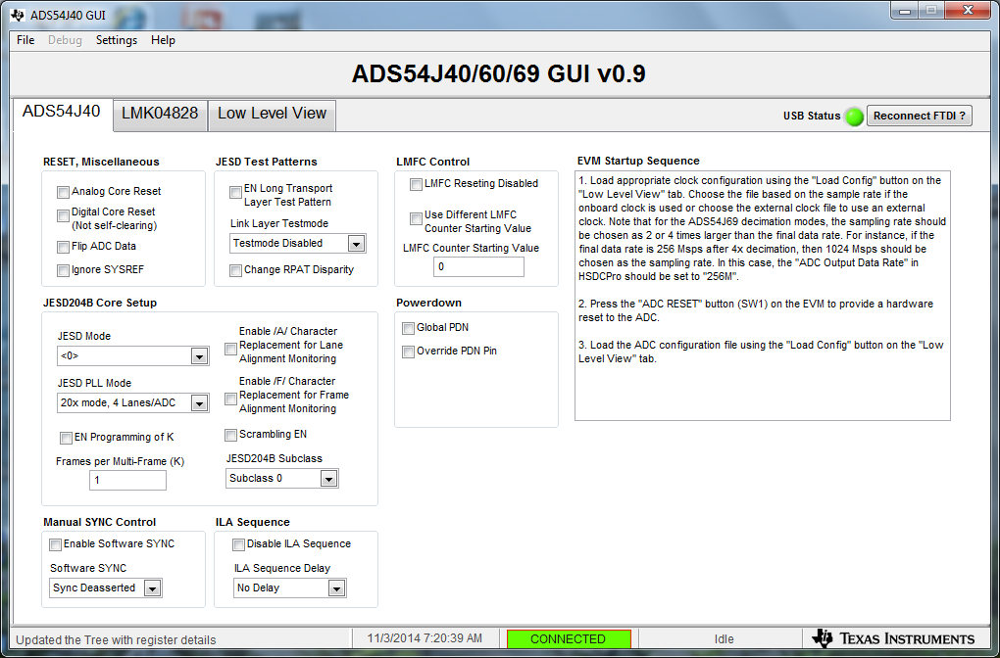 ADS54J40 GUI
File Debug Settings Help
ADS54J40/60/69 GUI v0.9
ADS54J40 LMK04828 Low Level View
USB Status Reconnect FTDI ?
RESET, Miscellaneous
Analog Core Reset
Digital Core Reset
(Not self-clearing)
Flip ADC Data
Ignore SYSREF
JESD Test Patterns
EN Long Transport
Layer Test Pattern
Link Layer Testmode
Testmode Disabled
Change RPAT Disparity
LMFC Control
LMFC Reseting Disabled
Use Different LMFC
Counter Starting Value
LMFC Counter Starting Value
0
EVM Startup Sequence
1. Load appropriate clock configuration using the "Load Config" button on the
"Low Level View" tab. Choose the file based on the sample rate if the
onboard clock is used or choose the external clock file to use an external
clock. Note that for the ADS54J69 decimation modes, the sampling rate should
be chosen as 2 or 4 times larger than the final data rate. For instance, if the
final data rate is 256 Msps after 4x decimation, then 1024 Msps should be
chosen as the sampling rate. In this case, the "ADC Output Data Rate" in
HSDCPro should be set to "256M".
2. Press the "ADC RESET" button (SW1) on the EVM to provide a hardware
reset to the ADC.
3. Load the ADC configuration file using the "Load Config" button on the "Low
Level View" tab.
JESD204B Core Setup
JESD Mode
<0>
JESD PLL Mode
20x mode, 4 Lanes/ADC
EN Programming of K
Frames per Multi-Frame (K)
1
Enable /A/ Character
Replacement for Lane
Alignment Monitoring
Enable /F/ Character
Replacement for Frame
Alignment Monitoring
Scrambling EN
JESD204B Subclass
Subclass 0
Powerdown
Global PDN
Override PDN Pin
Manual SYNC Control
Enable Software SYNC
Software SYNC
Sync Deasserted
ILA Sequence
Disable ILA Sequence
ILA Sequence Delay
No Delay
Updated the Tree with register details 11/3/2014 7:20:39 AM CONNECTED Idle TEXAS INSTRUMENTS